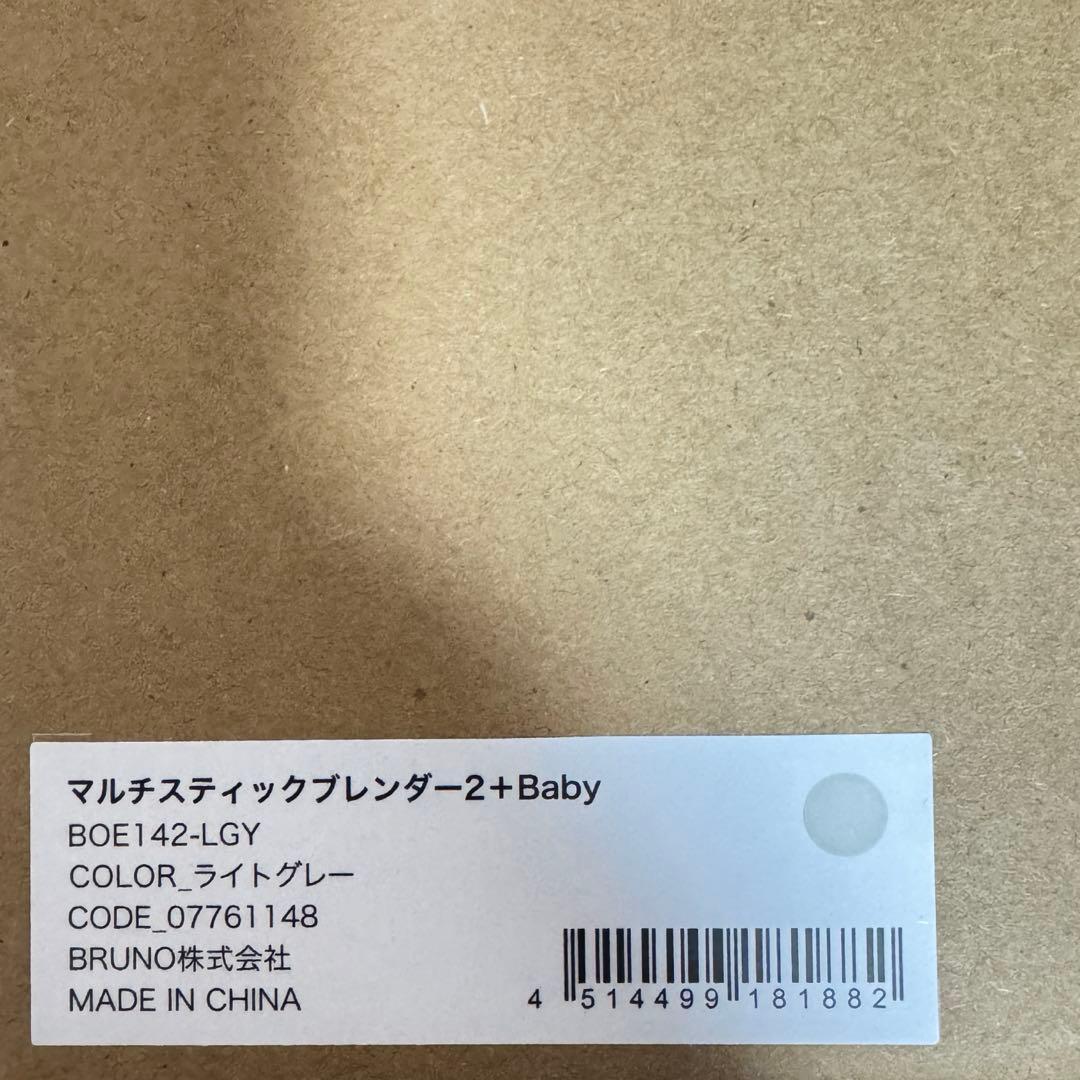 マルチスティックブレンダー2+Baby
BOE142-LGY
COLOR_ライトグレー
CODE_07761148
BRUNO株式会社
MADE IN CHINA
4 514499 181882